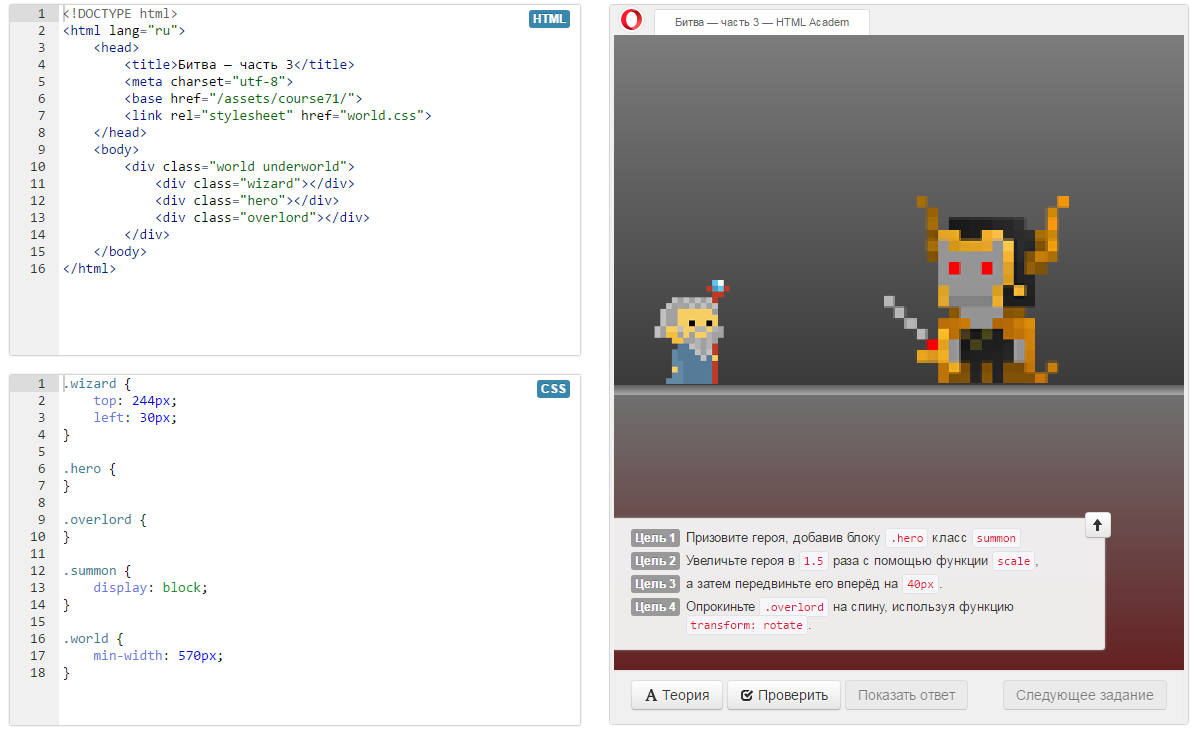 1 <!DOCTYPE html>
HTML
2 <html lang="ru">
3 <head>
4 <title>Битва — часть 3</title>
5 <meta charset="utf-8">
6 <base href="/assets/course71/">
7 <link rel="stylesheet" href="world.css">
8 </head>
9 <body>
10 <div class="world underworld">
11 <div class="wizard"></div>
12 <div class="hero"></div>
13 <div class="overlord"></div>
14 </div>
15 </body>
16 </html>
1 .wizard {
CSS
2 top: 244px;
3 left: 30px;
4 }
5
6 .hero {
7 }
8
9 .overlord {
10 }
11
12 .summon {
13 display: block;
14 }
15
16 .world {
17 min-width: 570px;
18 }
Битва — часть 3 — HTML Academ
Цель 1 Призовите героя, добавив блоку .hero класс summon
Цель 2 Увеличьте героя в 1.5 раза с помощью функции scale ,
Цель 3 а затем передвиньте его вперёд на 40px .
Цель 4 Опрокиньте .overlord на спину, используя функцию
transform: rotate .
A Теория
Проверить
Показать ответ
Следующее задание